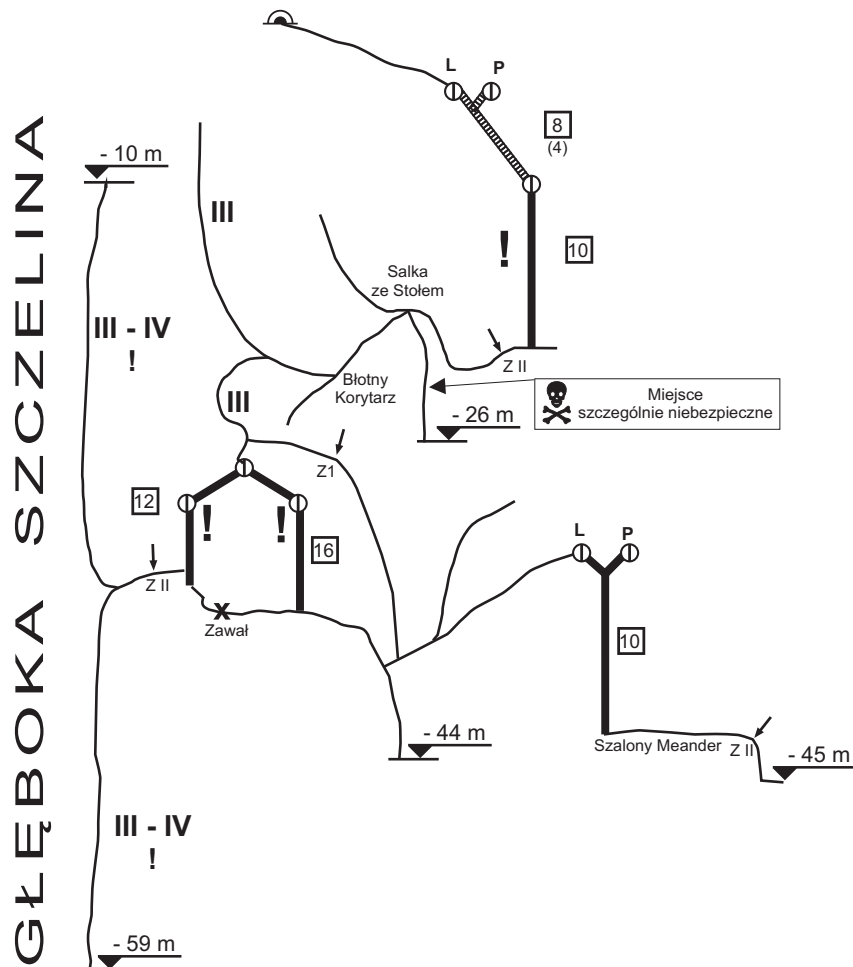 GŁĘBOKA SZCZELINA
L
P
8
(4)
- 10 m
III
!
10
Salka
ze Stołem
III - IV
!
Z II
Błotny
Korytarz
Miejsce
szczególnie niebezpieczne
III
- 26 m
Z1
12
!
!
16
L
P
Z II
X
Zawał
10
- 44 m
Szalony Meander
Z II
- 45 m
III - IV
!
- 59 m